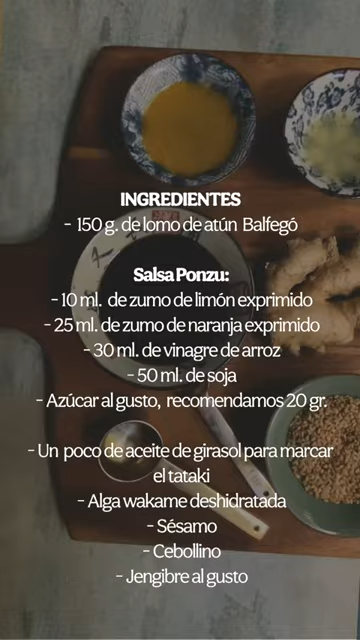 INGREDIENTES
- 150 g. de lomo de atún Balfegó
Salsa Ponzu:
- 10 ml. de zumo de limón exprimido
- 25 ml. de zumo de naranja exprimido
- 30 ml. de vinagre de arroz
- 50 ml. de soja
- Azúcar al gusto, recomendamos 20 gr.
- Un poco de aceite de girasol para marcar
el tataki
- Alga wakame deshidratada
- Sésamo
- Cebollino
- Jengibre al gusto